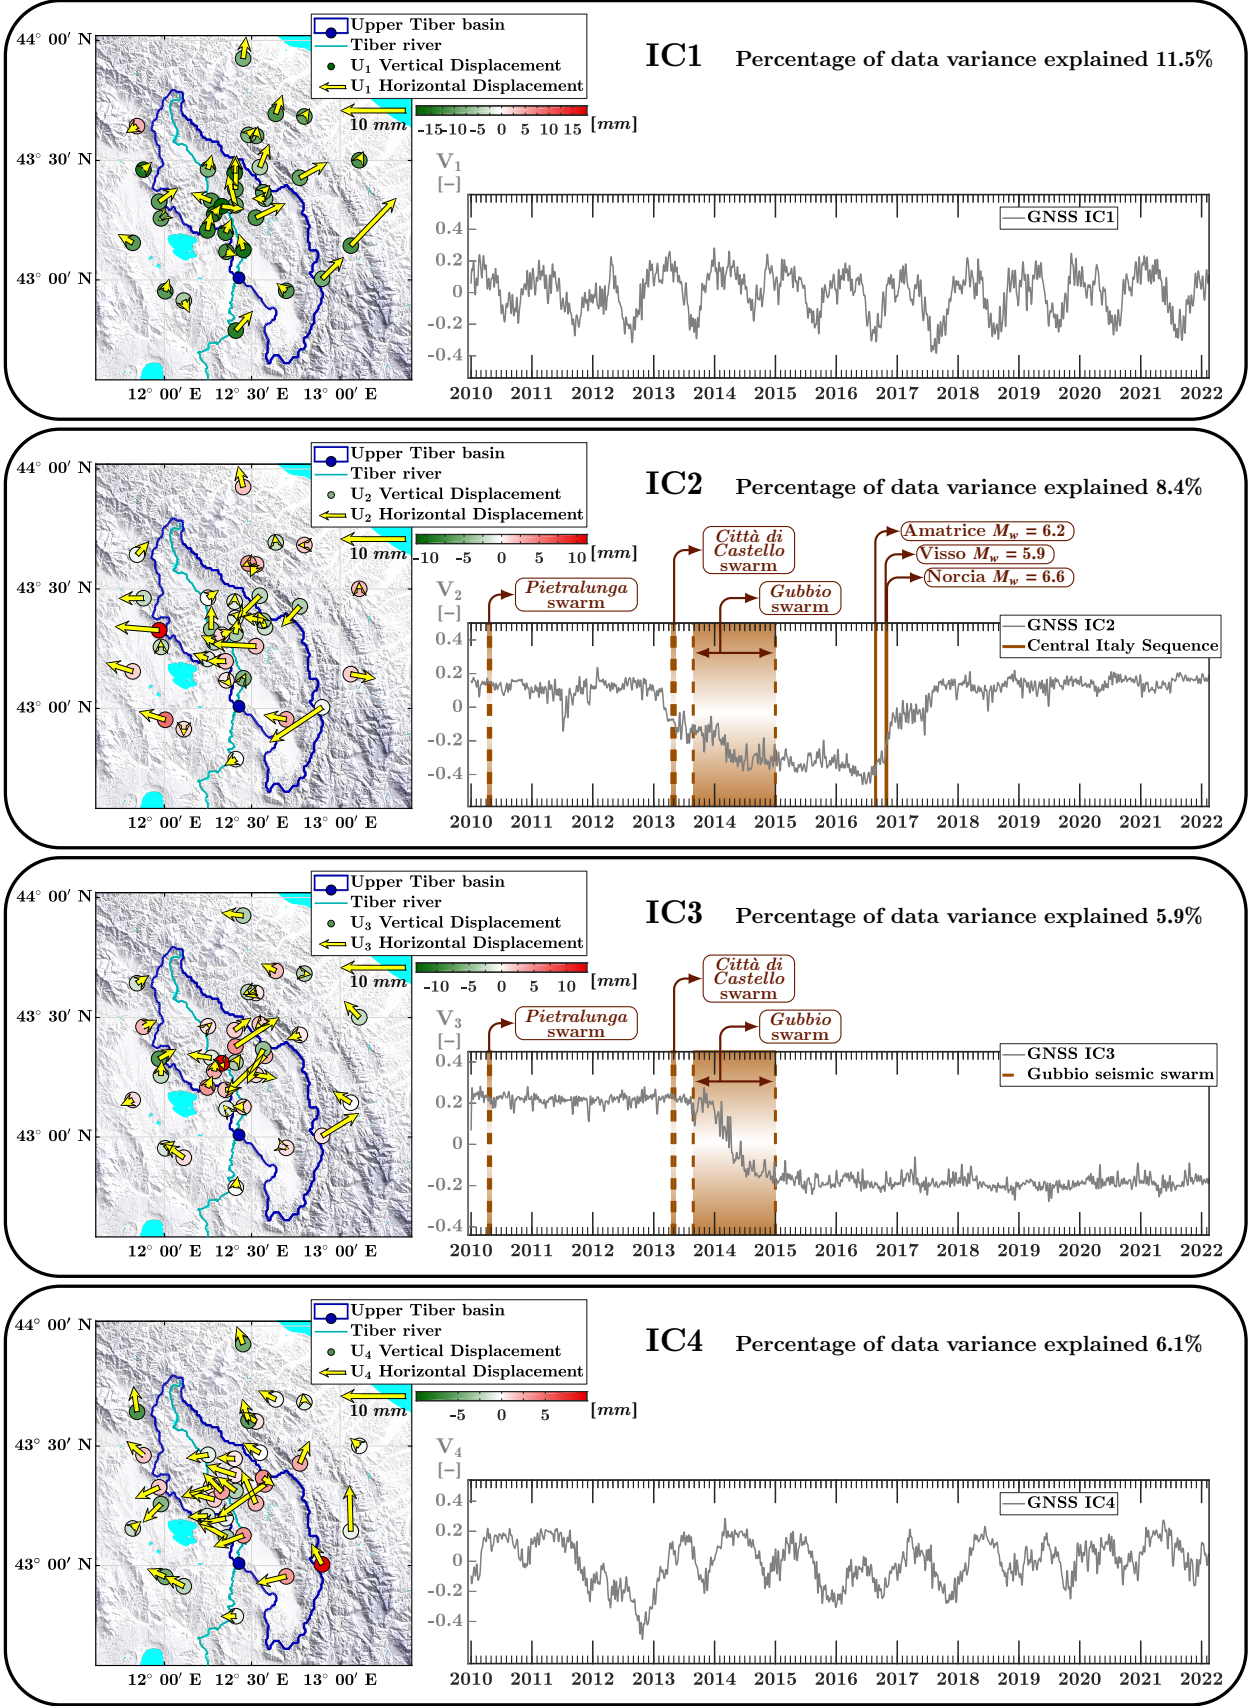 44° 00′ N
43° 30′ N
43° 00′ N
12° 00′ E 12° 30′ E 13° 00′ E
Upper Tiber basin
Tiber river
U1 Vertical Displacement
U1 Horizontal Displacement
10 mm
-15 -10 -5 0 5 10 15 [mm]
IC1 Percentage of data variance explained 11.5%
V1
[–]
GNSS IC1
0.4
0.2
0
-0.2
-0.4
2010 2011 2012 2013 2014 2015 2016 2017 2018 2019 2020 2021 2022
44° 00′ N
43° 30′ N
43° 00′ N
12° 00′ E 12° 30′ E 13° 00′ E
Upper Tiber basin
Tiber river
U2 Vertical Displacement
U2 Horizontal Displacement
10 mm
-10 -5 0 5 10 [mm]
IC2 Percentage of data variance explained 8.4%
Pietralunga
swarm
Città di
Castello
swarm
Gubbio
swarm
Amatrice Mw = 6.2
Visso Mw = 5.9
Norcia Mw = 6.6
V2
[–]
GNSS IC2
Central Italy Sequence
0.4
0.2
0
-0.2
-0.4
2010 2011 2012 2013 2014 2015 2016 2017 2018 2019 2020 2021 2022
44° 00′ N
43° 30′ N
43° 00′ N
12° 00′ E 12° 30′ E 13° 00′ E
Upper Tiber basin
Tiber river
U3 Vertical Displacement
U3 Horizontal Displacement
10 mm
-10 -5 0 5 10 [mm]
IC3 Percentage of data variance explained 5.9%
Pietralunga
swarm
Città di
Castello
swarm
Gubbio
swarm
V3
[–]
GNSS IC3
Gubbio seismic swarm
0.4
0.2
0
-0.2
-0.4
2010 2011 2012 2013 2014 2015 2016 2017 2018 2019 2020 2021 2022
44° 00′ N
43° 30′ N
43° 00′ N
12° 00′ E 12° 30′ E 13° 00′ E
Upper Tiber basin
Tiber river
U4 Vertical Displacement
U4 Horizontal Displacement
10 mm
-5 0 5 [mm]
IC4 Percentage of data variance explained 6.1%
V4
[–]
GNSS IC4
0.4
0.2
0
-0.2
-0.4
2010 2011 2012 2013 2014 2015 2016 2017 2018 2019 2020 2021 2022